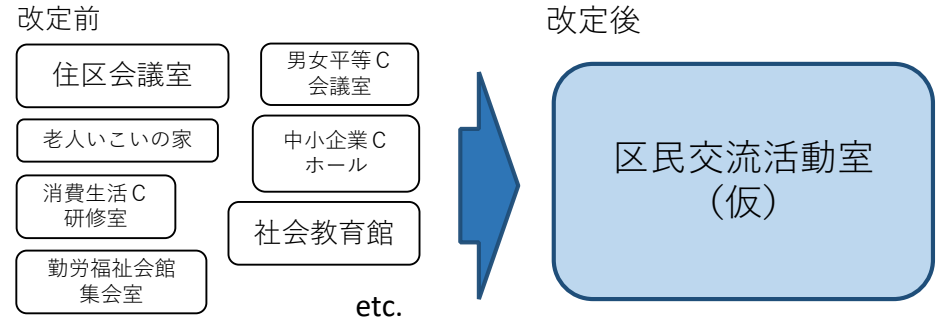 改定前
住区会議室
男女平等C
会議室
老人いこいの家
中小企業C
ホール
消費生活C
研修室
社会教育館
勤労福祉会館
集会室
etc.
改定後
区民交流活動室
(仮)